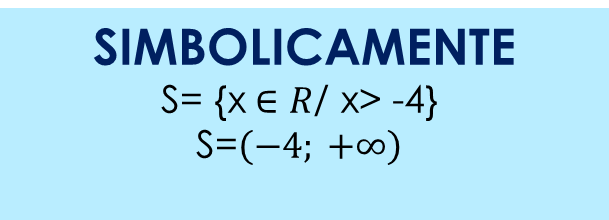 SIMBOLICAMENTE
S= {x ∈ R/ x> -4}
S=(−4; +∞)